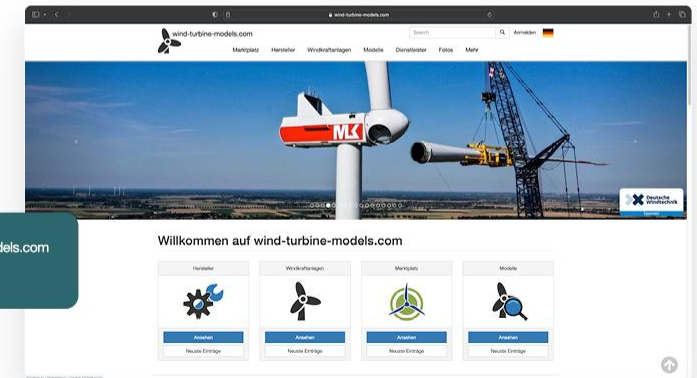 wind-turbine-models.com
wind-turbine-models.com
Search
Anmelden
Marktplatz Hersteller Windkraftanlagen Modelle Dienstleister Fotos Mehr
MLK
Deutsche
Windtechnik
dels.com
Willkommen auf wind-turbine-models.com
Hersteller Windkraftanlagen Marktplatz Modelle
Ansehen Ansehen Ansehen Ansehen
Neuste Einträge Neuste Einträge Neuste Einträge Neuste Einträge